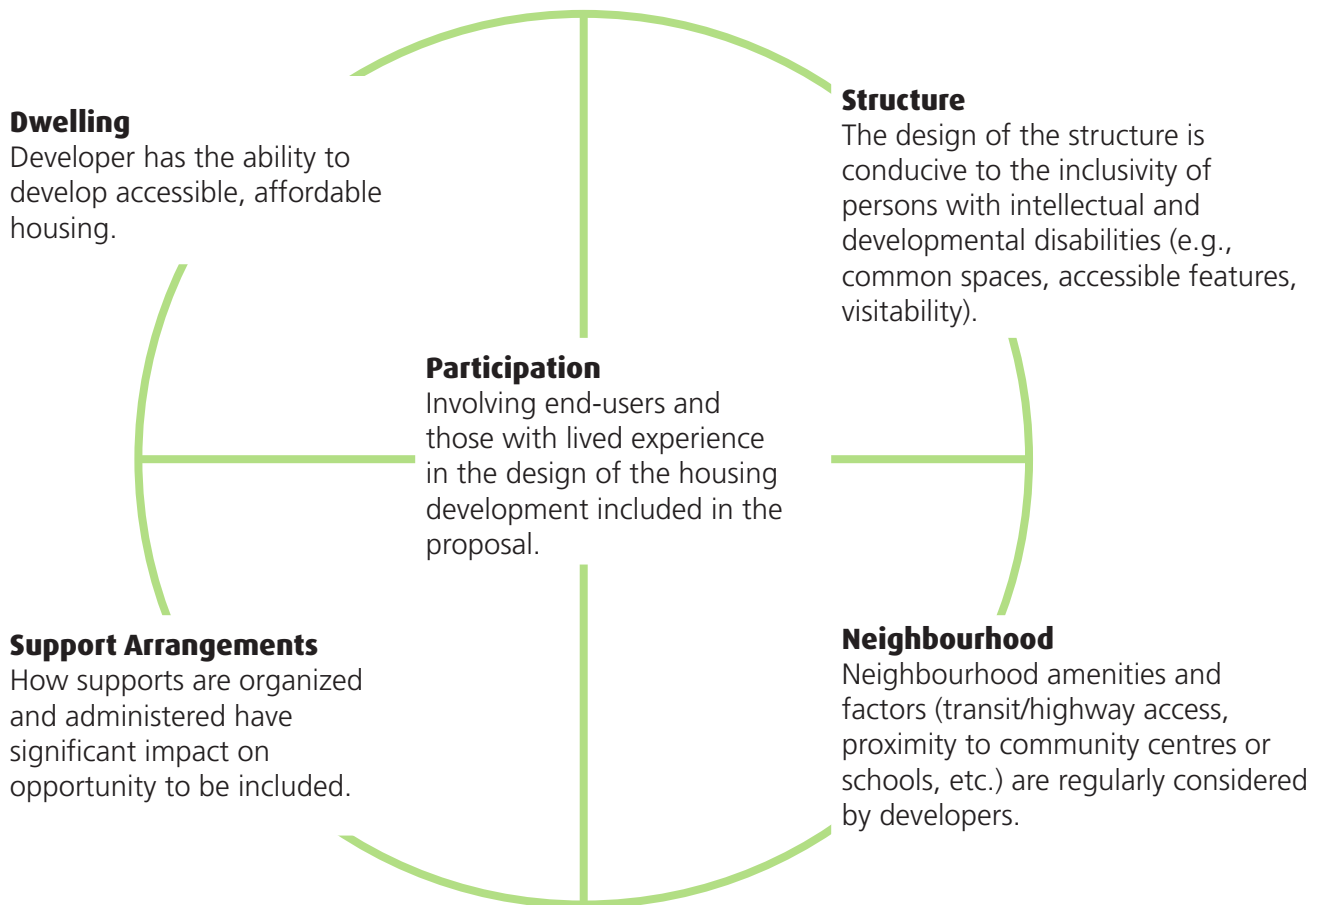 Dwelling
Developer has the ability to
develop accessible, affordable
housing.
Structure
The design of the structure is
conducive to the inclusivity of
persons with intellectual and
developmental disabilities (e.g.,
common spaces, accessible features,
visitability).
Participation
Involving end-users and
those with lived experience
in the design of the housing
development included in the
proposal.
Support Arrangements
How supports are organized
and administered have
significant impact on
opportunity to be included.
Neighbourhood
Neighbourhood amenities and
factors (transit/highway access,
proximity to community centres or
schools, etc.) are regularly considered
by developers.